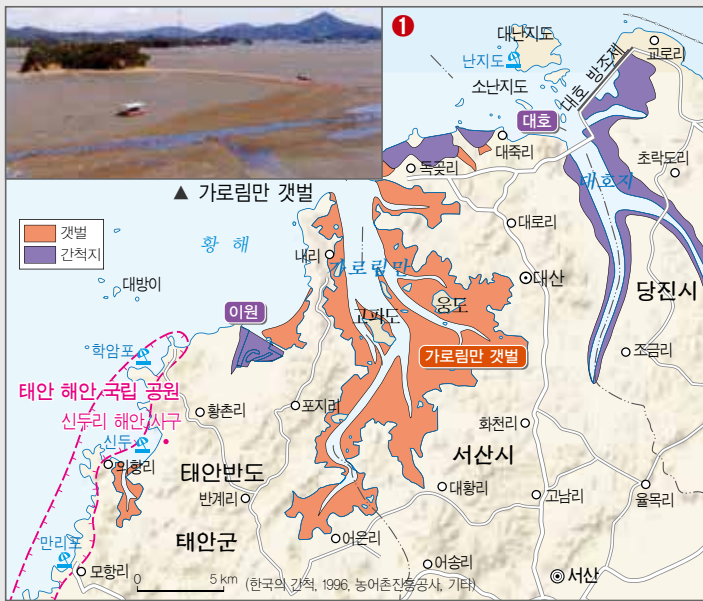 ❶
대난지도
난지도
소난지도
대호 방조제
교로리
대호
대죽리
독곶리
초락도리
대호지
▲ 가로림만 갯벌
갯벌
간척지
황해
내리
가로림만
대로리
대산
당진시
대방이
이원
고파도
웅도
가로림만 갯벌
조금리
학암포
태안 해안 국립 공원
신두리 해안 사구
신두
황촌리
포지리
화천리
의항리
태안반도
서산시
반계리
대황리
고남리
율목리
태안군
어은리
만리포
모항리
어송리
서산
0 5 km (한국의 간척, 1996, 농어촌진흥공사, 기타)